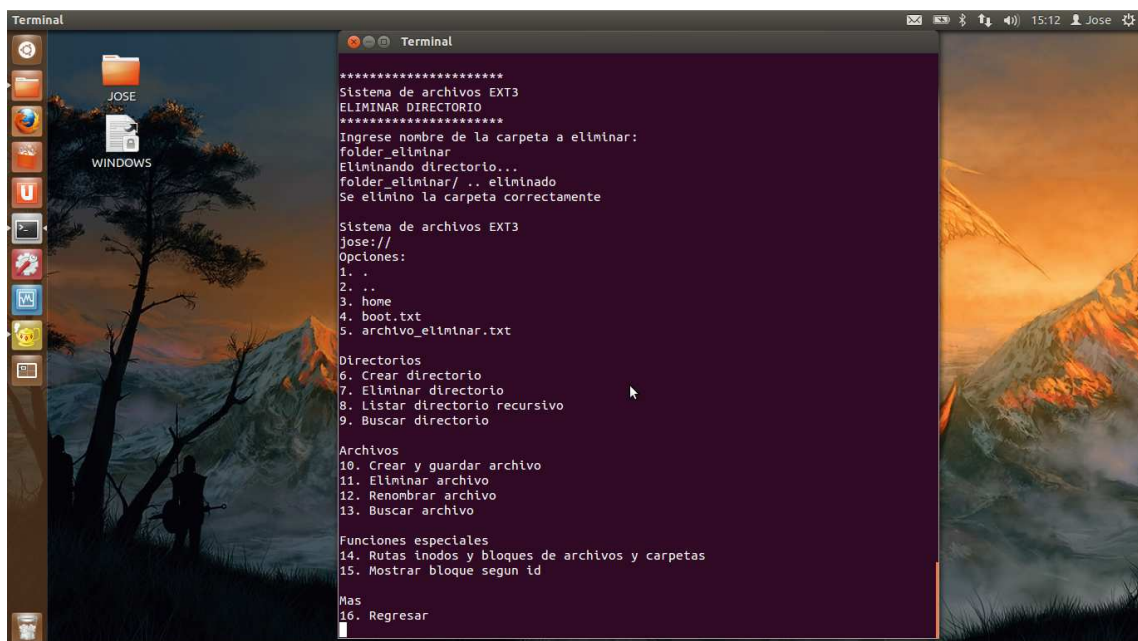 Terminal
15:12 Jose
JOSE
WINDOWS
Terminal
**********************
Sistema de archivos EXT3
ELIMINAR DIRECTORIO
**********************
Ingrese nombre de la carpeta a eliminar:
folder_eliminar
Eliminando directorio...
folder_eliminar/ .. eliminado
Se elimino la carpeta correctamente
Sistema de archivos EXT3
jose://
Opciones:
1. .
2. ..
3. home
4. boot.txt
5. archivo_eliminar.txt
Directorios
6. Crear directorio
7. Eliminar directorio
8. Listar directorio recursivo
9. Buscar directorio
Archivos
10. Crear y guardar archivo
11. Eliminar archivo
12. Renombrar archivo
13. Buscar archivo
Funciones especiales
14. Rutas inodos y bloques de archivos y carpetas
15. Mostrar bloque segun id
Mas
16. Regresar